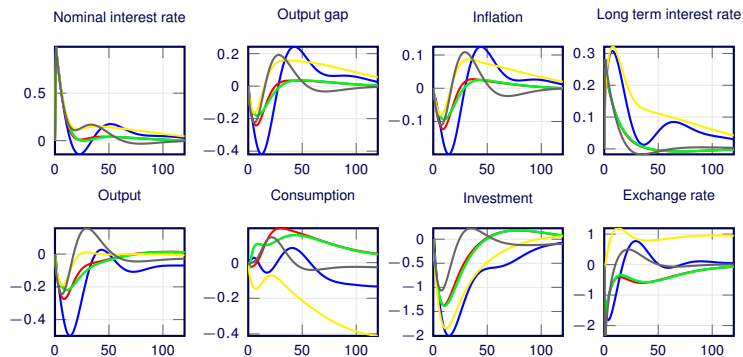 Nominal interest rate
0.5
0
0 50 100
Output gap
0.2
0
−0.2
−0.4
0 50 100
Inflation
0.1
0
−0.1
0 50 100
Long term interest rate
0.3
0.2
0.1
0
0 50 100
Output
0
−0.2
−0.4
0 50 100
Consumption
0
−0.2
−0.4
0 50 100
Investment
0
−0.5
−1
−1.5
−2
0 50 100
Exchange rate
1
0
−1
−2
0 50 100